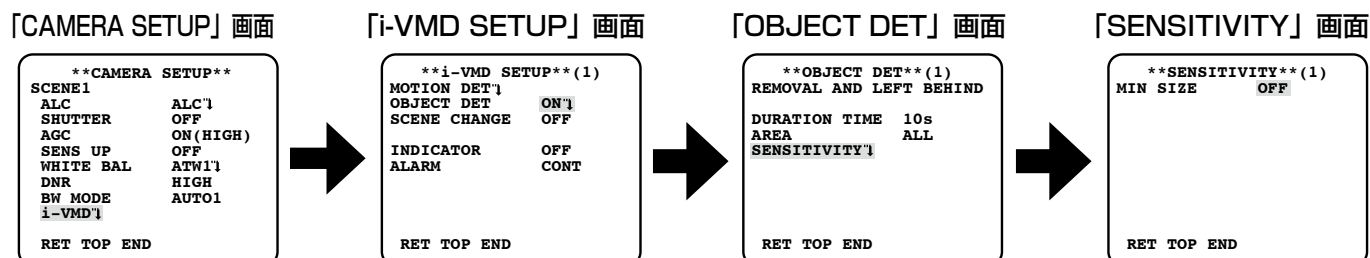 「CAMERA SETUP」画面
**CAMERA SETUP**
SCENE1
ALC ALC
SHUTTER OFF
AGC ON(HIGH)
SENS UP OFF
WHITE BAL ATW1
DNR HIGH
BW MODE AUTO1
i-VMD
RET TOP END
「i-VMD SETUP」画面
**i-VMD SETUP**(1)
MOTION DET
OBJECT DET ON
SCENE CHANGE OFF
INDICATOR OFF
ALARM CONT
RET TOP END
「OBJECT DET」画面
**OBJECT DET**(1)
REMOVAL AND LEFT BEHIND
DURATION TIME 10s
AREA ALL
SENSITIVITY
RET TOP END
「SENSITIVITY」画面
**SENSITIVITY**(1)
MIN SIZE OFF
RET TOP END